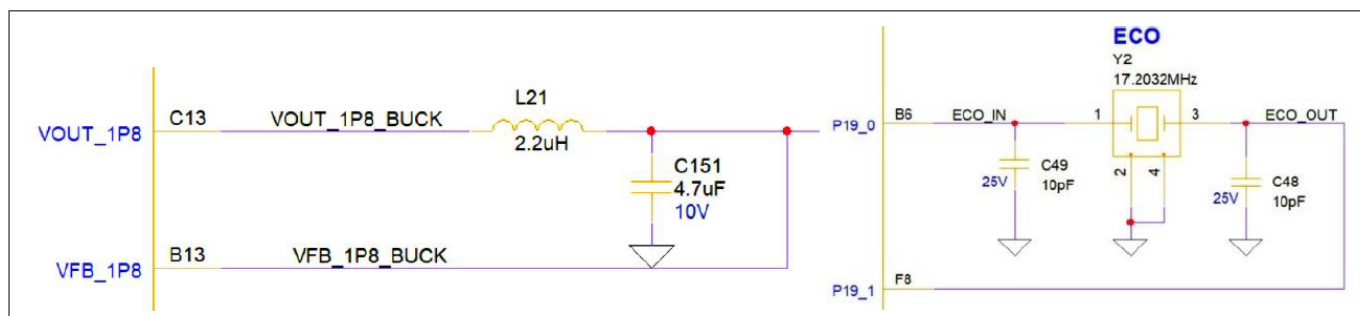 VOUT_1P8
C13
VOUT_1P8_BUCK
L21
2.2uH
C151
4.7uF
10V
VFB_1P8
B13
VFB_1P8_BUCK
ECO
Y2
17.2032MHz
P19_0
B6
ECO_IN
1
3
ECO_OUT
2
4
C49
10pF
25V
C48
10pF
25V
P19_1
F8